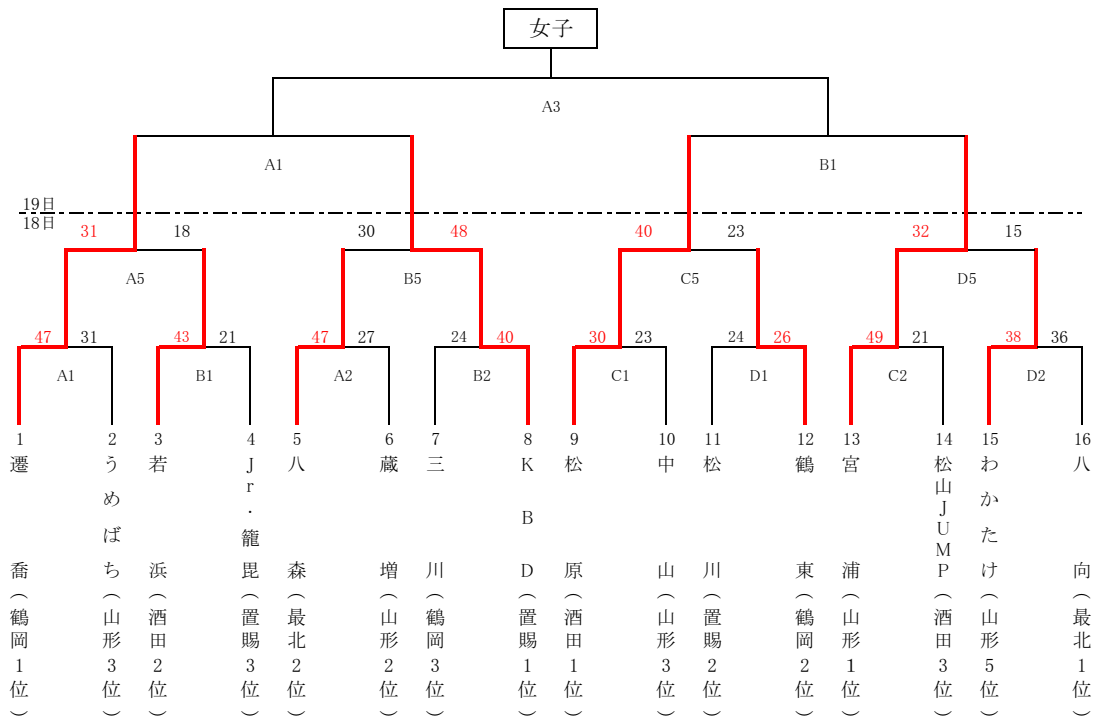 女子
A3
A1
B1
19日
18日
31
18
30
48
40
23
32
15
A5
B5
C5
D5
47
31
43
21
47
27
24
40
30
23
24
26
49
21
38
36
A1
B1
A2
B2
C1
D1
C2
D2
1
2
3
4
5
6
7
8
9
10
11
12
13
14
15
16
遷喬（鶴岡1位）
うめばち（山形3位）
若浜（酒田2位）
Jr・籠毘（置賜3位）
八森（最北2位）
蔵増（山形2位）
三川（鶴岡3位）
KBD（置賜1位）
松原（酒田1位）
中山（山形3位）
松川（置賜2位）
鶴東（鶴岡2位）
宮浦（山形1位）
松山JUMP（酒田3位）
わかたけ（山形5位）
八向（最北1位）